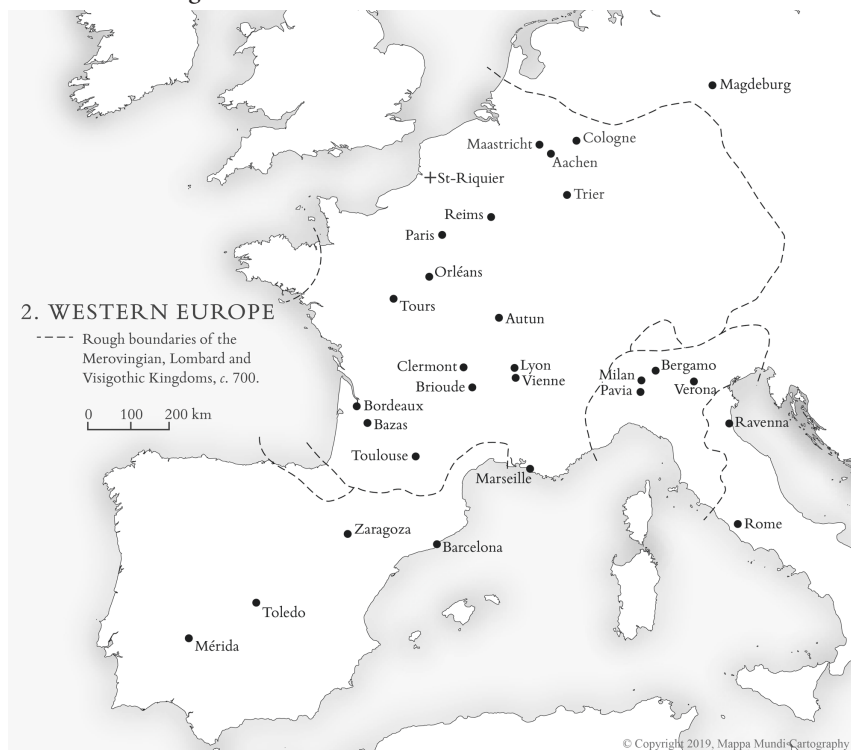 Magdeburg
Cologne
Maastricht
Aachen
St-Riquier
Trier
Reims
Paris
Orléans
2. WESTERN EUROPE
Tours
Autun
Rough boundaries of the
Merovingian, Lombard and
Visigothic Kingdoms, c. 700.
Clermont
Lyon
Brioude
Vienne
Milan
Bergamo
Pavia
Verona
0 100 200 km
Bordeaux
Bazas
Ravenna
Toulouse
Marseille
Rome
Zaragoza
Barcelona
Toledo
Mérida
© Copyright 2019, Mappa Mundi Cartography